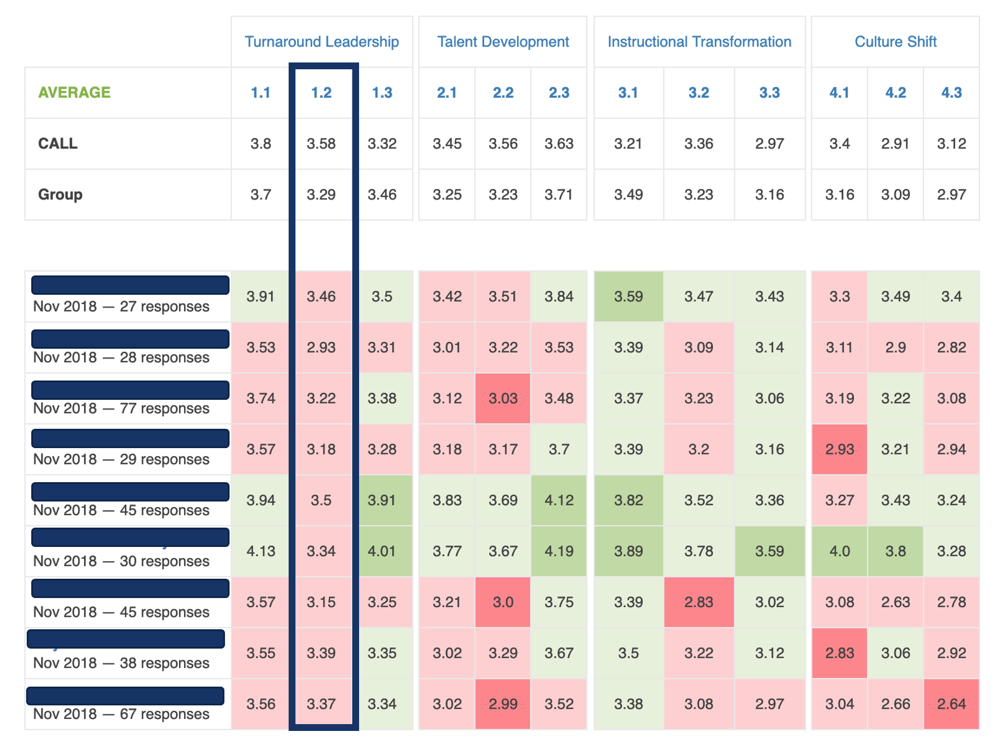 Turnaround Leadership Talent Development Instructional Transformation Culture Shift
AVERAGE 1.1 1.2 1.3 2.1 2.2 2.3 3.1 3.2 3.3 4.1 4.2 4.3
CALL 3.8 3.58 3.32 3.45 3.56 3.63 3.21 3.36 2.97 3.4 2.91 3.12
Group 3.7 3.29 3.46 3.25 3.23 3.71 3.49 3.23 3.16 3.16 3.09 2.97
3.91 3.46 3.5 3.42 3.51 3.84 3.59 3.47 3.43 3.3 3.49 3.4
Nov 2018 — 27 responses
3.53 2.93 3.31 3.01 3.22 3.53 3.39 3.09 3.14 3.11 2.9 2.82
Nov 2018 — 28 responses
3.74 3.22 3.38 3.12 3.03 3.48 3.37 3.23 3.06 3.19 3.22 3.08
Nov 2018 — 77 responses
3.57 3.18 3.28 3.18 3.17 3.7 3.39 3.2 3.16 2.93 3.21 2.94
Nov 2018 — 29 responses
3.94 3.5 3.91 3.83 3.69 4.12 3.82 3.52 3.36 3.27 3.43 3.24
Nov 2018 — 45 responses
4.13 3.34 4.01 3.77 3.67 4.19 3.89 3.78 3.59 4.0 3.8 3.28
Nov 2018 — 30 responses
3.57 3.15 3.25 3.21 3.0 3.75 3.39 2.83 3.02 3.08 2.63 2.78
Nov 2018 — 45 responses
3.55 3.39 3.35 3.02 3.29 3.67 3.5 3.22 3.12 2.83 3.06 2.92
Nov 2018 — 38 responses
3.56 3.37 3.34 3.02 2.99 3.52 3.38 3.08 2.97 3.04 2.66 2.64
Nov 2018 — 67 responses